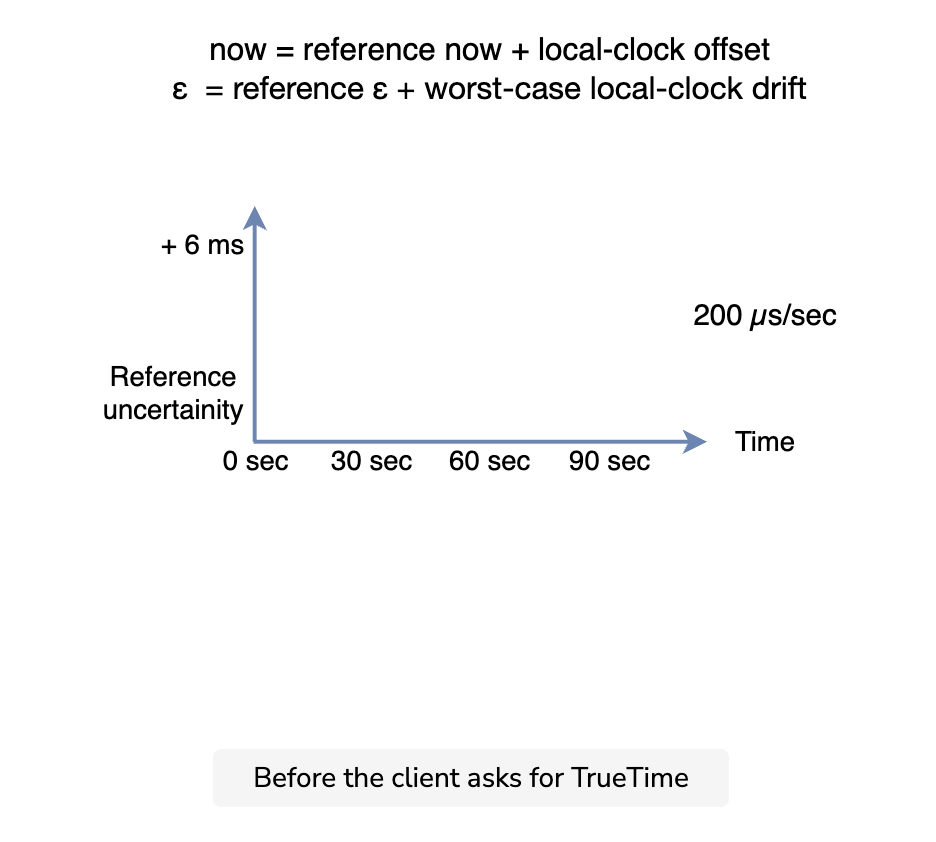 now = reference now + local-clock offset
ε = reference ε + worst-case local-clock drift
+ 6 ms
200 µs/sec
Reference
uncertainity
Time
0 sec 30 sec 60 sec 90 sec
Before the client asks for TrueTime